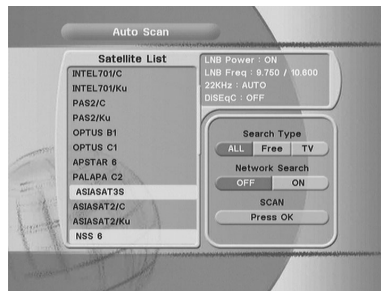 Auto Scan
Satellite List
INTEL701/C
INTEL701/Ku
PAS2/C
PAS2/Ku
OPTUS B1
OPTUS C1
APSTAR 6
PALAPA C2
ASIASAT3S
ASIASAT2/C
ASIASAT2/Ku
NSS 6
LNB Power : ON
LNB Freq : 9.750 / 10.600
22KHz : AUTO
DiSEqC : OFF
Search Type
ALL Free TV
Network Search
OFF ON
SCAN
Press OK